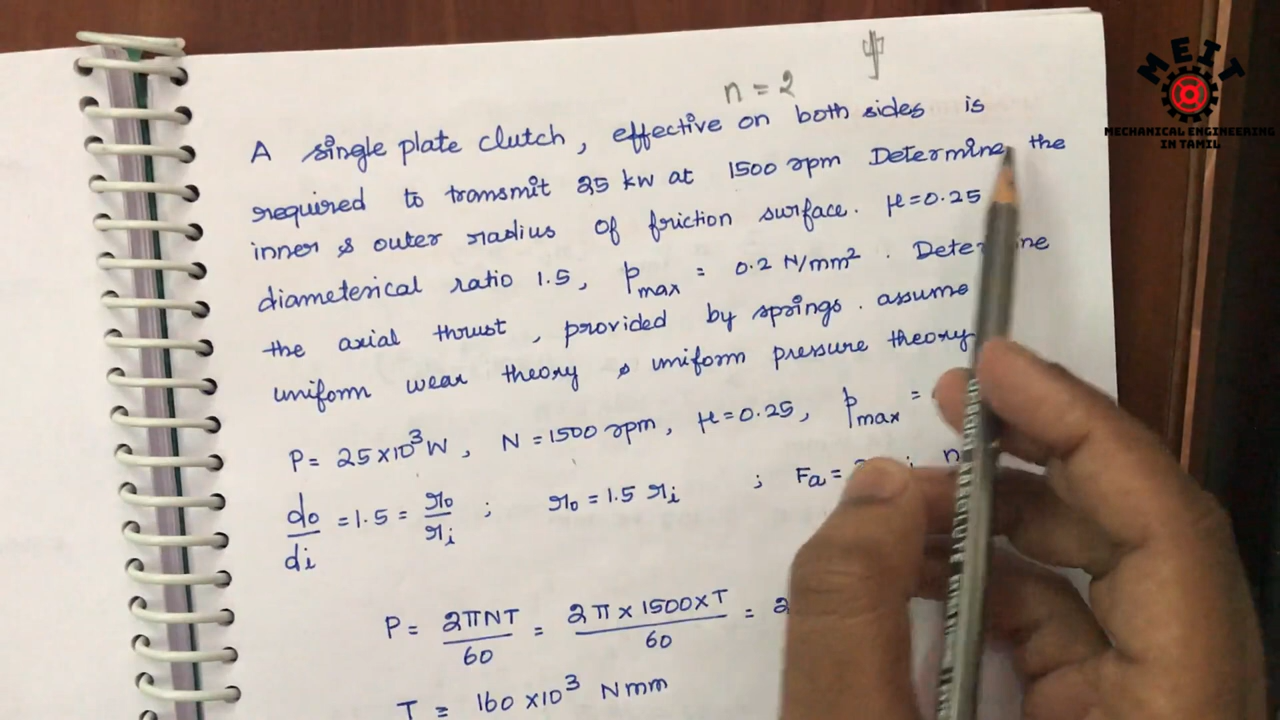 n = 2
A single plate clutch, effective on both sides is
required to transmit 25 kw at 1500 rpm Determine the
inner & outer radius of friction surface. μ=0.25
diameterical ratio 1.5, pmax = 0.2 N/mm². Determine
the axial thrust, provided by springs. assume
uniform wear theory & uniform pressure theory
P = 25×10³W, N = 1500 rpm, μ=0.25, pmax =
do/di = 1.5 = ro/ri ; ro = 1.5 ri ; Fa =
P = 2πNT/60 = 2π × 1500×T/60 =
T = 160 ×10³ Nmm
MEIT
MECHANICAL ENGINEERING
IN TAMIL